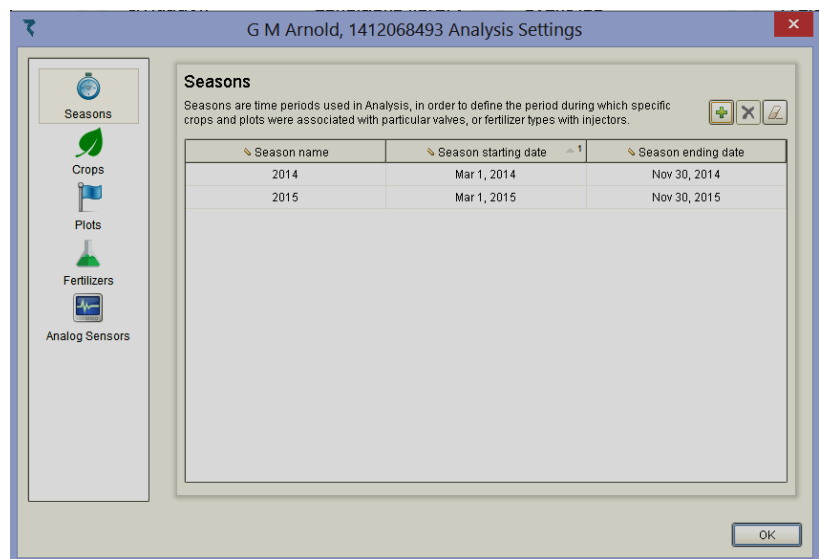 G M Arnold, 1412068493 Analysis Settings
Seasons
Crops
Plots
Fertilizers
Analog Sensors
Seasons
Seasons are time periods used in Analysis, in order to define the period during which specific
crops and plots were associated with particular valves, or fertilizer types with injectors.
Season name Season starting date 1 Season ending date
2014 Mar 1, 2014 Nov 30, 2014
2015 Mar 1, 2015 Nov 30, 2015
OK